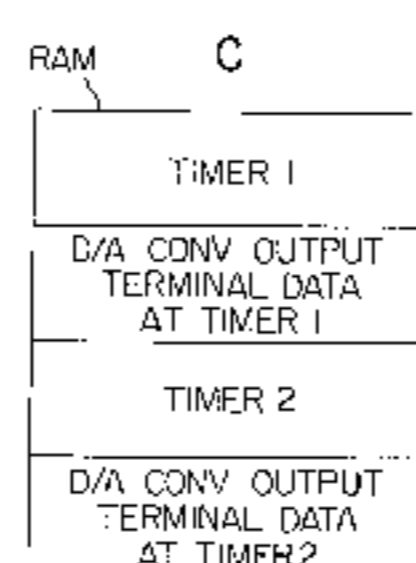 RAM
C
TIMER 1
D/A CONV OUTPUT
TERMINAL DATA
AT TIMER 1
TIMER 2
D/A CONV OUTPUT
TERMINAL DATA
AT TIMER 2